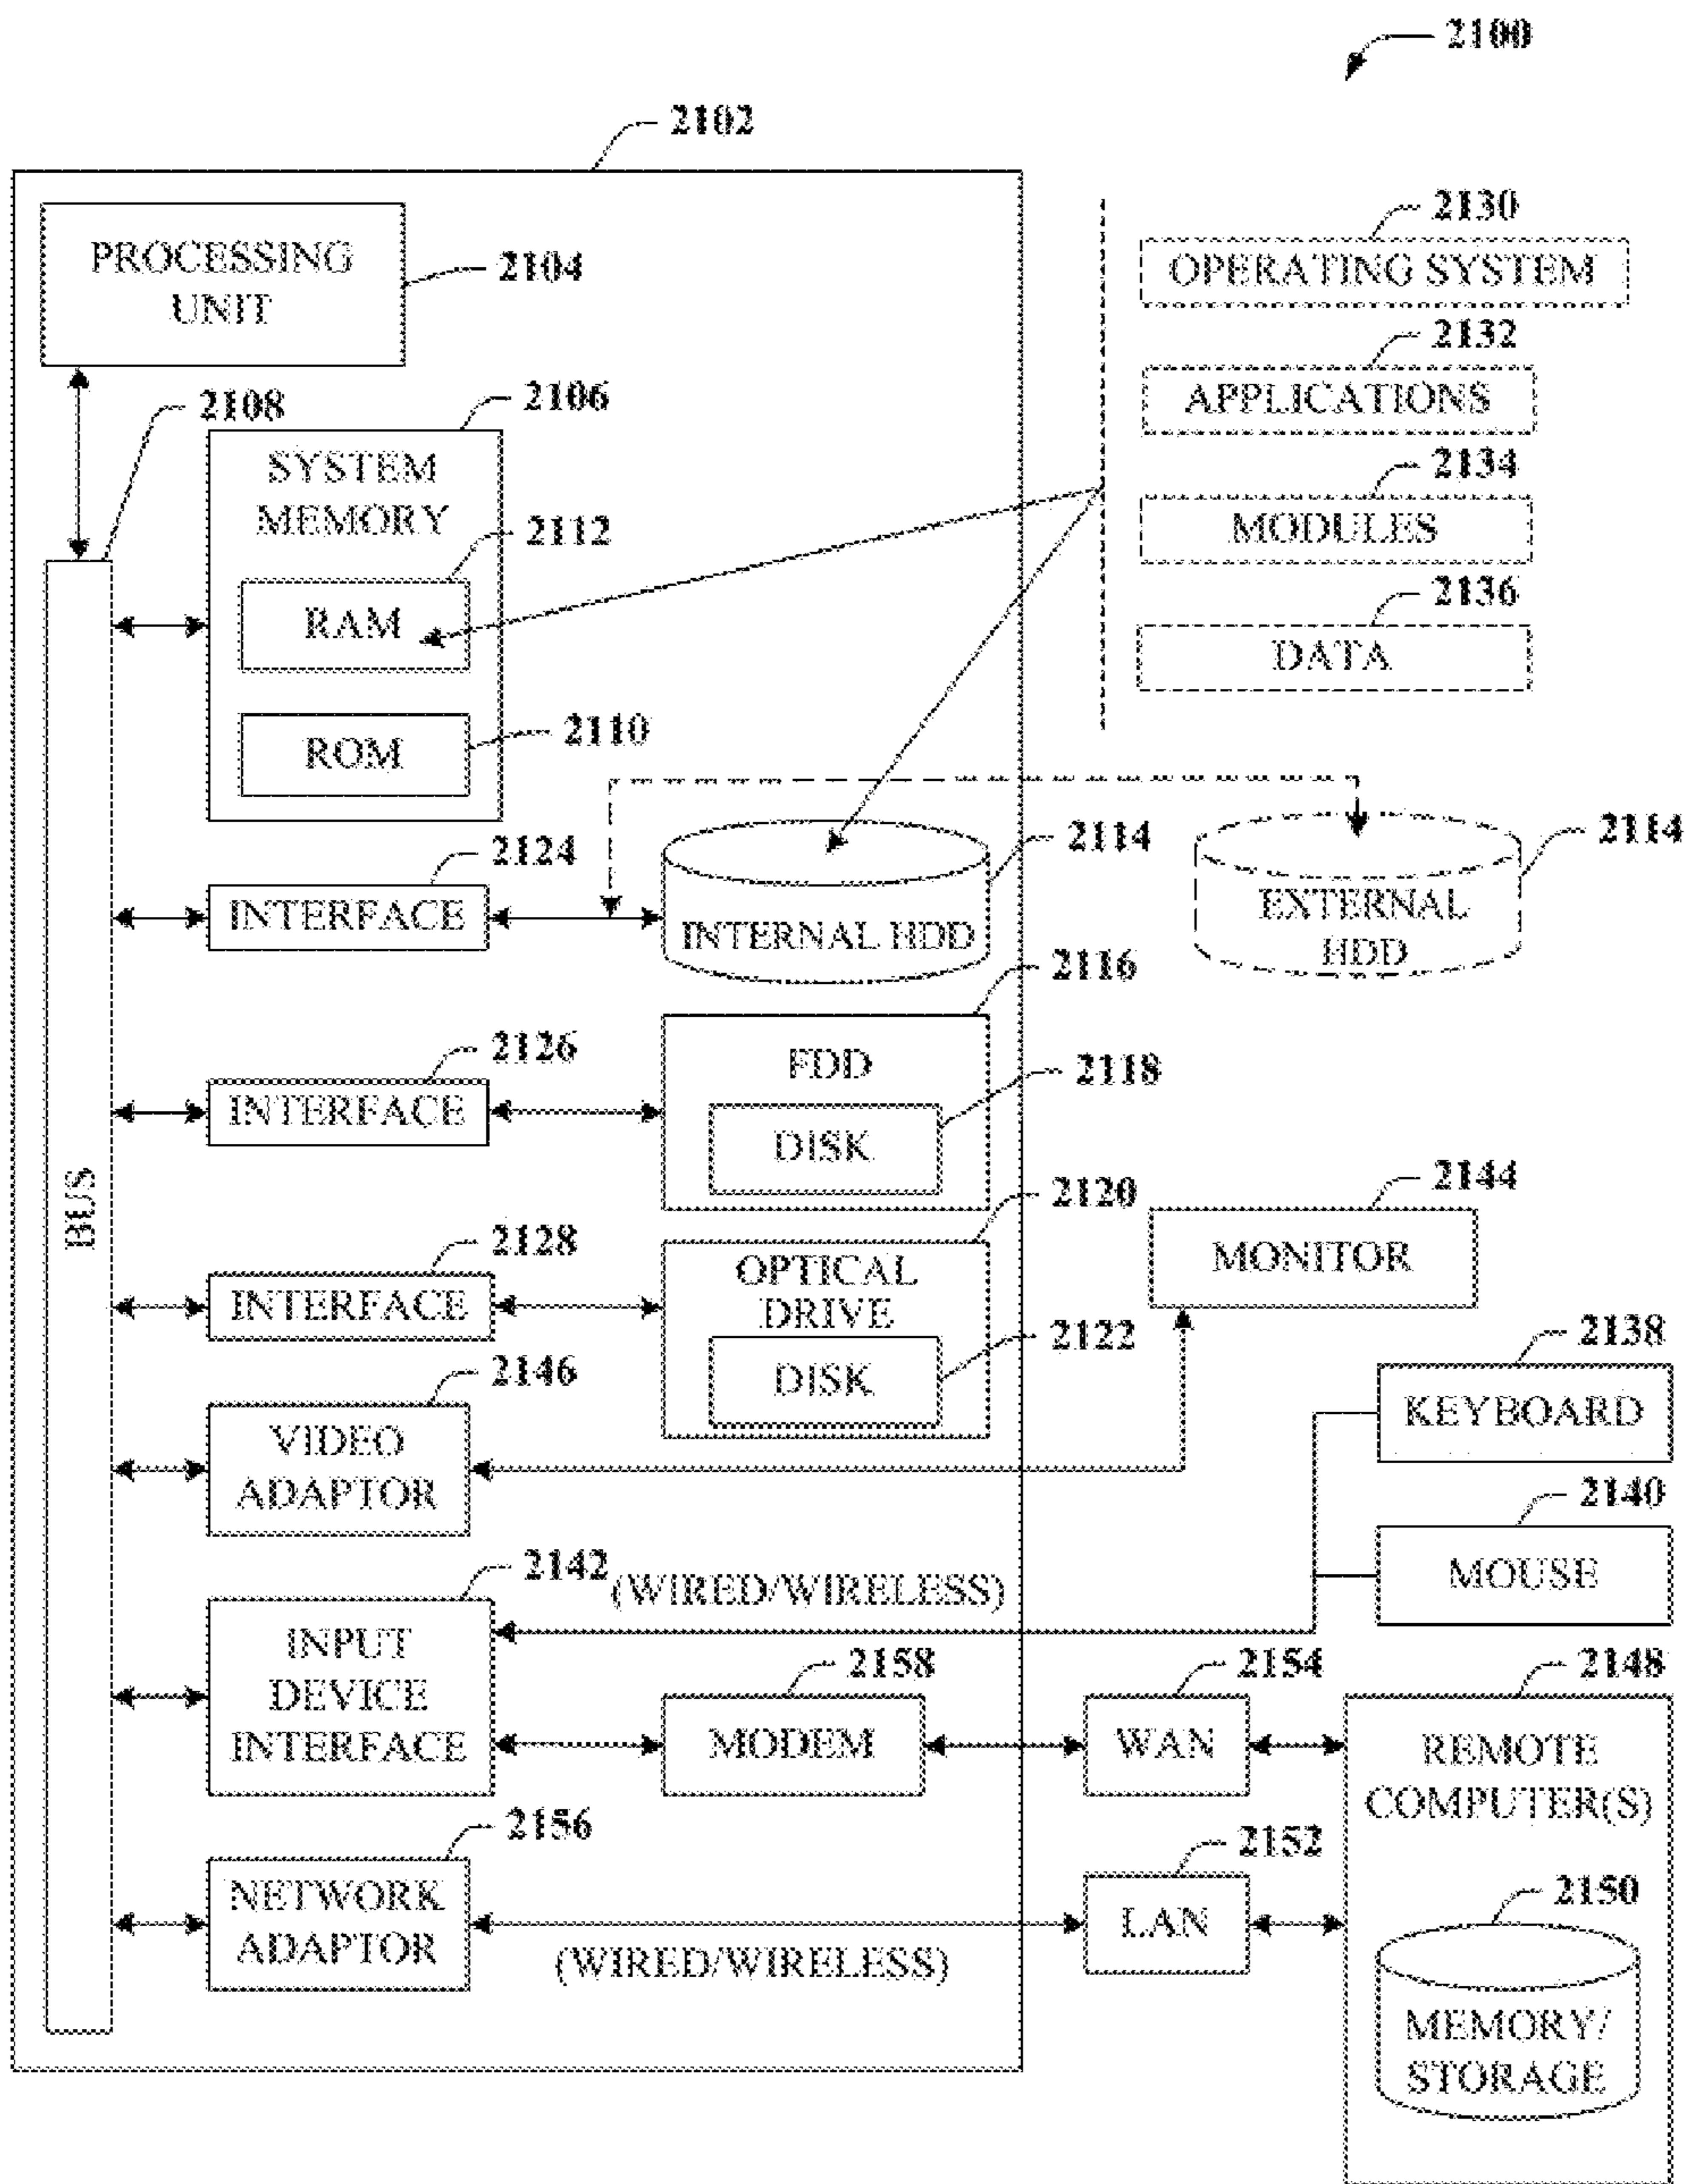 2100
2102
PROCESSING
UNIT
2104
2108
2106
SYSTEM
MEMORY
2112
RAM
2110
ROM
2130
OPERATING SYSTEM
2132
APPLICATIONS
2134
MODULES
2136
DATA
2124
INTERFACE
2114
INTERNAL HDD
2114
EXTERNAL
HDD
2126
INTERFACE
2116
FDD
2118
DISK
BUS
2128
INTERFACE
2120
OPTICAL
DRIVE
2122
DISK
2144
MONITOR
2146
VIDEO
ADAPTOR
2138
KEYBOARD
2140
MOUSE
2142
(WIRED/WIRELESS)
INPUT
DEVICE
INTERFACE
2158
MODEM
2154
WAN
2148
REMOTE
COMPUTER(S)
2156
NETWORK
ADAPTOR
(WIRED/WIRELESS)
2152
LAN
2150
MEMORY/
STORAGE